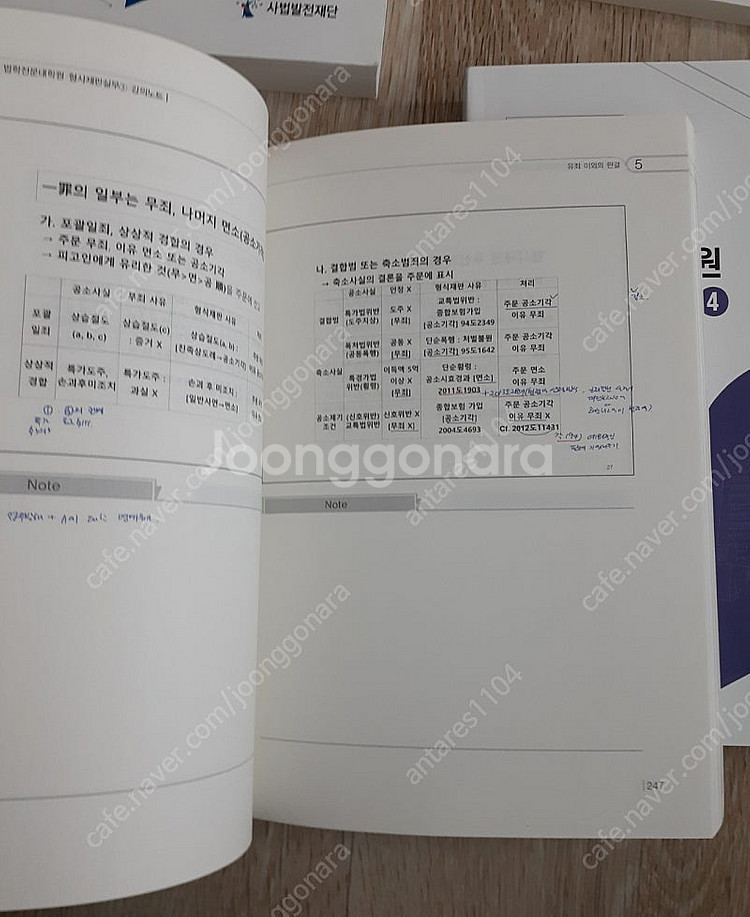 사법발전재단
법학전문대학원 형사재판실무① 강의노트
一罪의 일부는 무죄, 나머지 면소(공소기각)
가. 포괄일죄, 상상적 경합의 경우
→ 주문 무죄, 이유 면소 또는 공소기각
→ 피고인에게 유리한 것(무>면>공 順)을 주문에
공소사실 무죄 사유 형식재판 사유
포괄일죄 상습절도 (a, b, c) 상습절도(c) : 증거 X 상습절도(a, b) : (친족상도례→공소기각)
상상적 경합 특가도주, 손괴후미조치 특가도주 : 과실 X 손괴 후 미조치 : (일반사면→면소)
Note
유죄 이외의 판결 5
나. 결합법 또는 축소범죄의 경우
→ 축소사실의 결론을 주문에 표시
공소사실 인정 X 형식재판 사유 처리
결합범 특가법위반 (도주치상) 도주 X [무죄] 교특법위반 : 종합보험가입 [공소기각] 94도2349 주문 공소기각 이유 무죄
축소사실 폭처법위반 (공동폭행) 공동 X [무죄] 단순폭행 : 처벌불원 [공소기각] 95도1642 주문 공소기각 이유 무죄
특경가법 위반(횡령) 이득액 5억 이상 X [무죄] 단순횡령 : 공소시효경과 [면소] 2011도1903 주문 면소 이유 무죄
공소제기 조건 (신호위반) 교특법위반 신호위반 X [무죄 X] 종합보험 가입 [공소기각] 2004도4693 주문 공소기각 이유 무죄 X Cf. 2012도11431
27
Note
247
원
4
Joonggonara
cafe.naver.com/joonggonara
antares1104